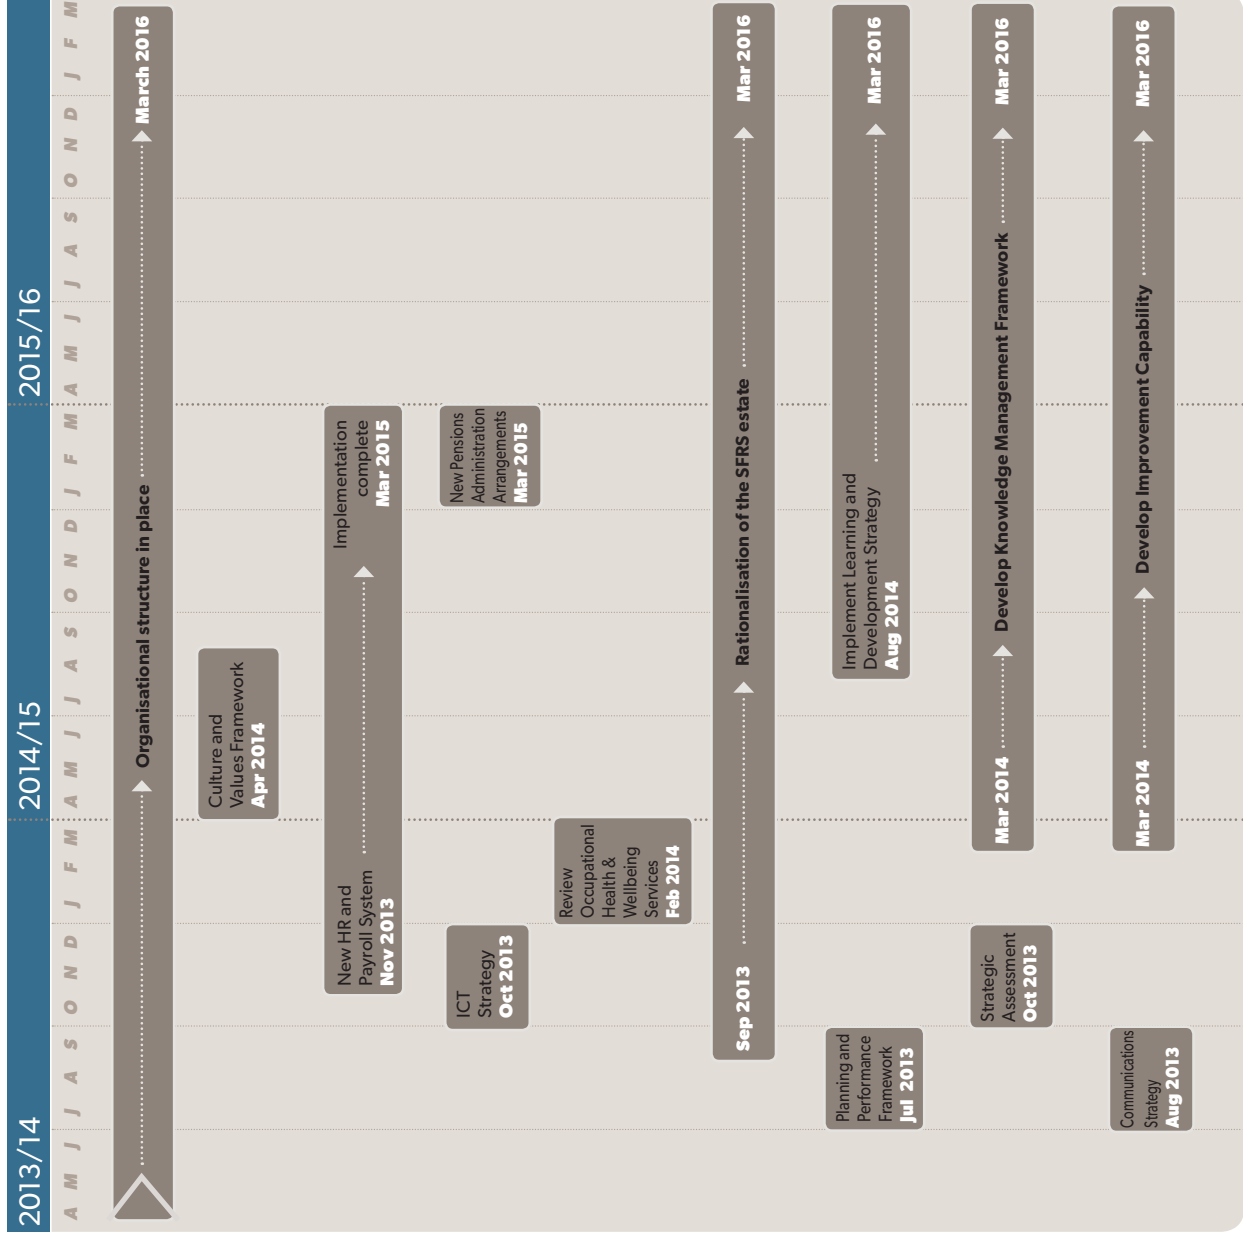 2013/14
2014/15
2015/16
A M J J A S O N D J F M A M J J A S O N D J F M A M J J A S O N D J F M
Organisational structure in place
March 2016
Culture and
Values Framework
Apr 2014
New HR and
Payroll System
Nov 2013
Implementation
complete
Mar 2015
ICT
Strategy
Oct 2013
New Pensions
Administration
Arrangements
Mar 2015
Review
Occupational
Health &
Wellbeing
Services
Feb 2014
Sep 2013
Rationalisation of the SFRS estate
Mar 2016
Planning and
Performance
Framework
Jul 2013
Implement Learning and
Development Strategy
Aug 2014
Mar 2016
Strategic
Assessment
Oct 2013
Mar 2014
Develop Knowledge Management Framework
Mar 2016
Communications
Strategy
Aug 2013
Mar 2014
Develop Improvement Capability
Mar 2016